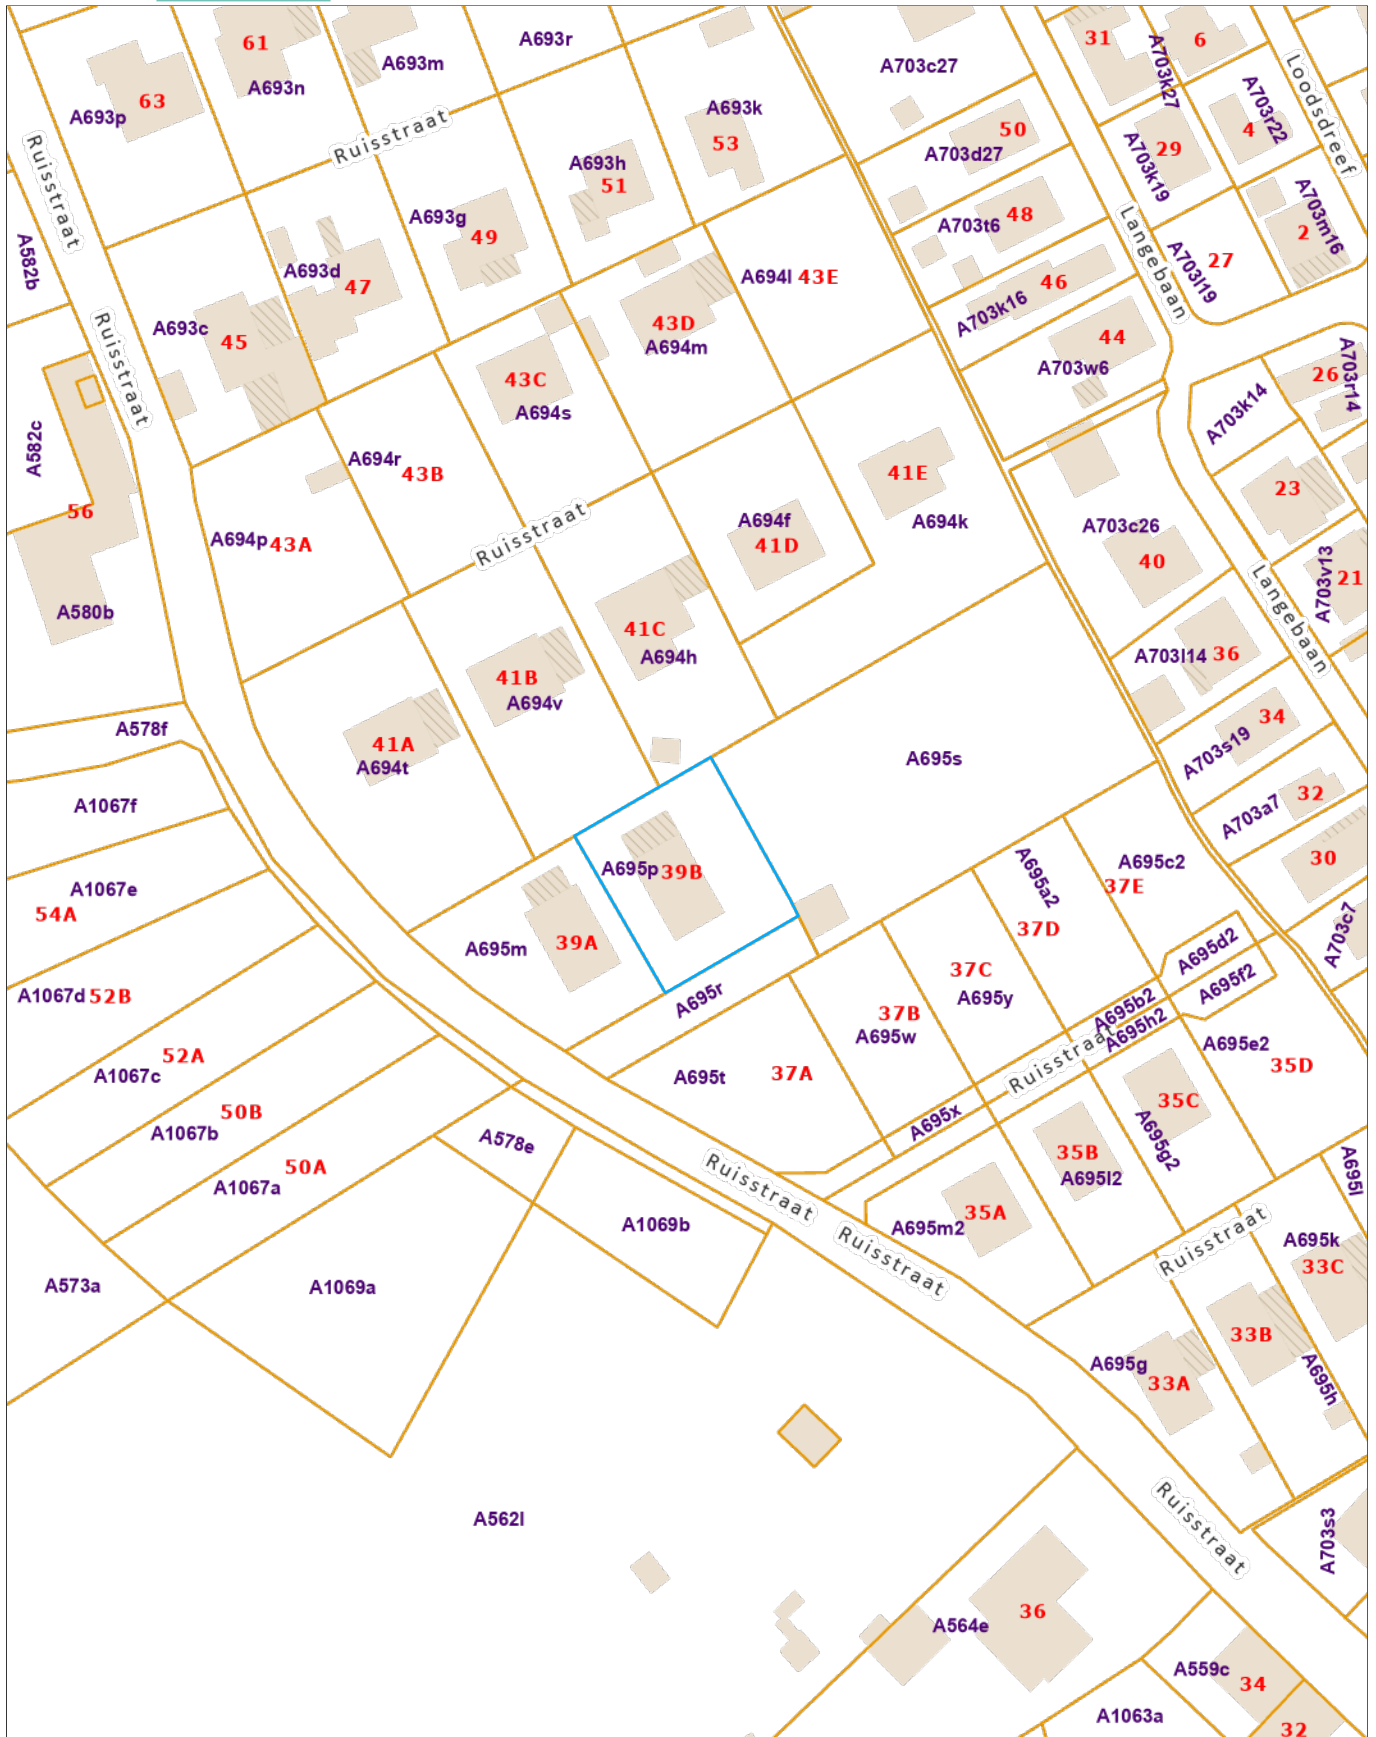 61
A693n
A693m
A693r
A703c27
31
6
A703k27
Loodsdreef
63
A693p
Ruisstraat
A693k
53
50
A703d27
29
A703k19
4
A703r22
Ruisstraat
A693h
51
48
A703t6
A703m16
2
A582b
A693g
49
A693d
47
A694l 43E
46
A703k16
Langebaan
27
A703l19
A693c
45
Ruisstraat
43D
A694m
44
A703w6
26
A703r14
43C
A694s
A703k14
A582c
A694r
43B
41E
A694k
23
56
A694p 43A
Ruisstraat
A694f
41D
A703c26
40
A703v13
21
A580b
41C
A694h
Langebaan
A703l14 36
41B
A694v
34
A703s19
A578f
41A
A694t
A695s
32
A703a7
A1067f
30
A695p 39B
A695a2
A695c2
37E
A1067e
54A
37D
A703c7
A695m
39A
A695d2
A1067d 52B
A695r
37C
A695y
A695f2
37B
A695w
A695b2
A695h2
Ruisstraat
A695e2
35D
52A
A1067c
A695t
37A
35C
A695g2
50B
A1067b
A578e
A695x
35B
A695l2
50A
A1067a
Ruisstraat
A695l
A1069b
A695m2
35A
Ruisstraat
Ruisstraat
A695k
33C
A573a
A1069a
33B
A695h
A695g
33A
A562l
Ruisstraat
A703s3
36
A564e
A559c
34
A1063a
32